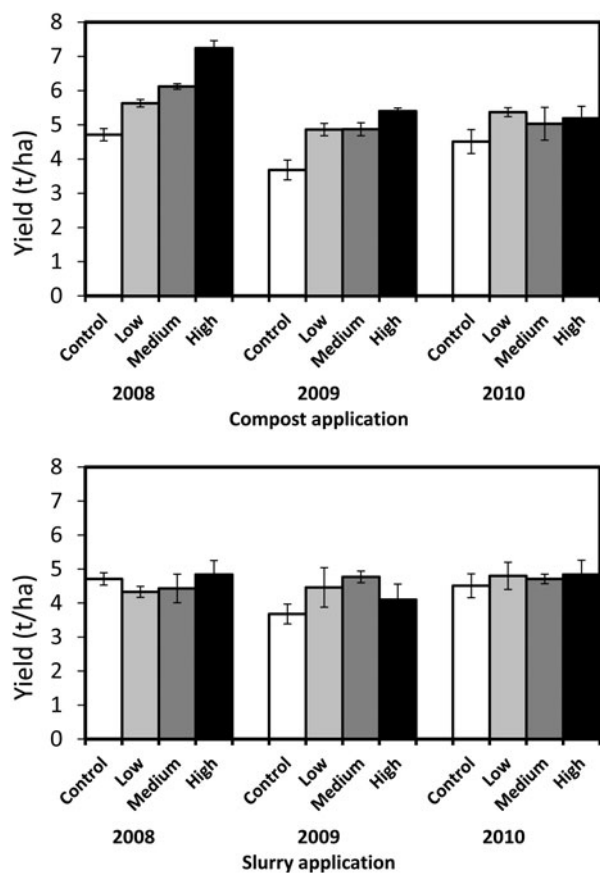 8
7
6
5
4
3
2
1
0
Yield (t/ha)
Control Low Medium High Control Low Medium High Control Low Medium High
2008 2009 2010
Compost application
8
7
6
5
4
3
2
1
0
Yield (t/ha)
Control Low Medium High Control Low Medium High Control Low Medium High
2008 2009 2010
Slurry application